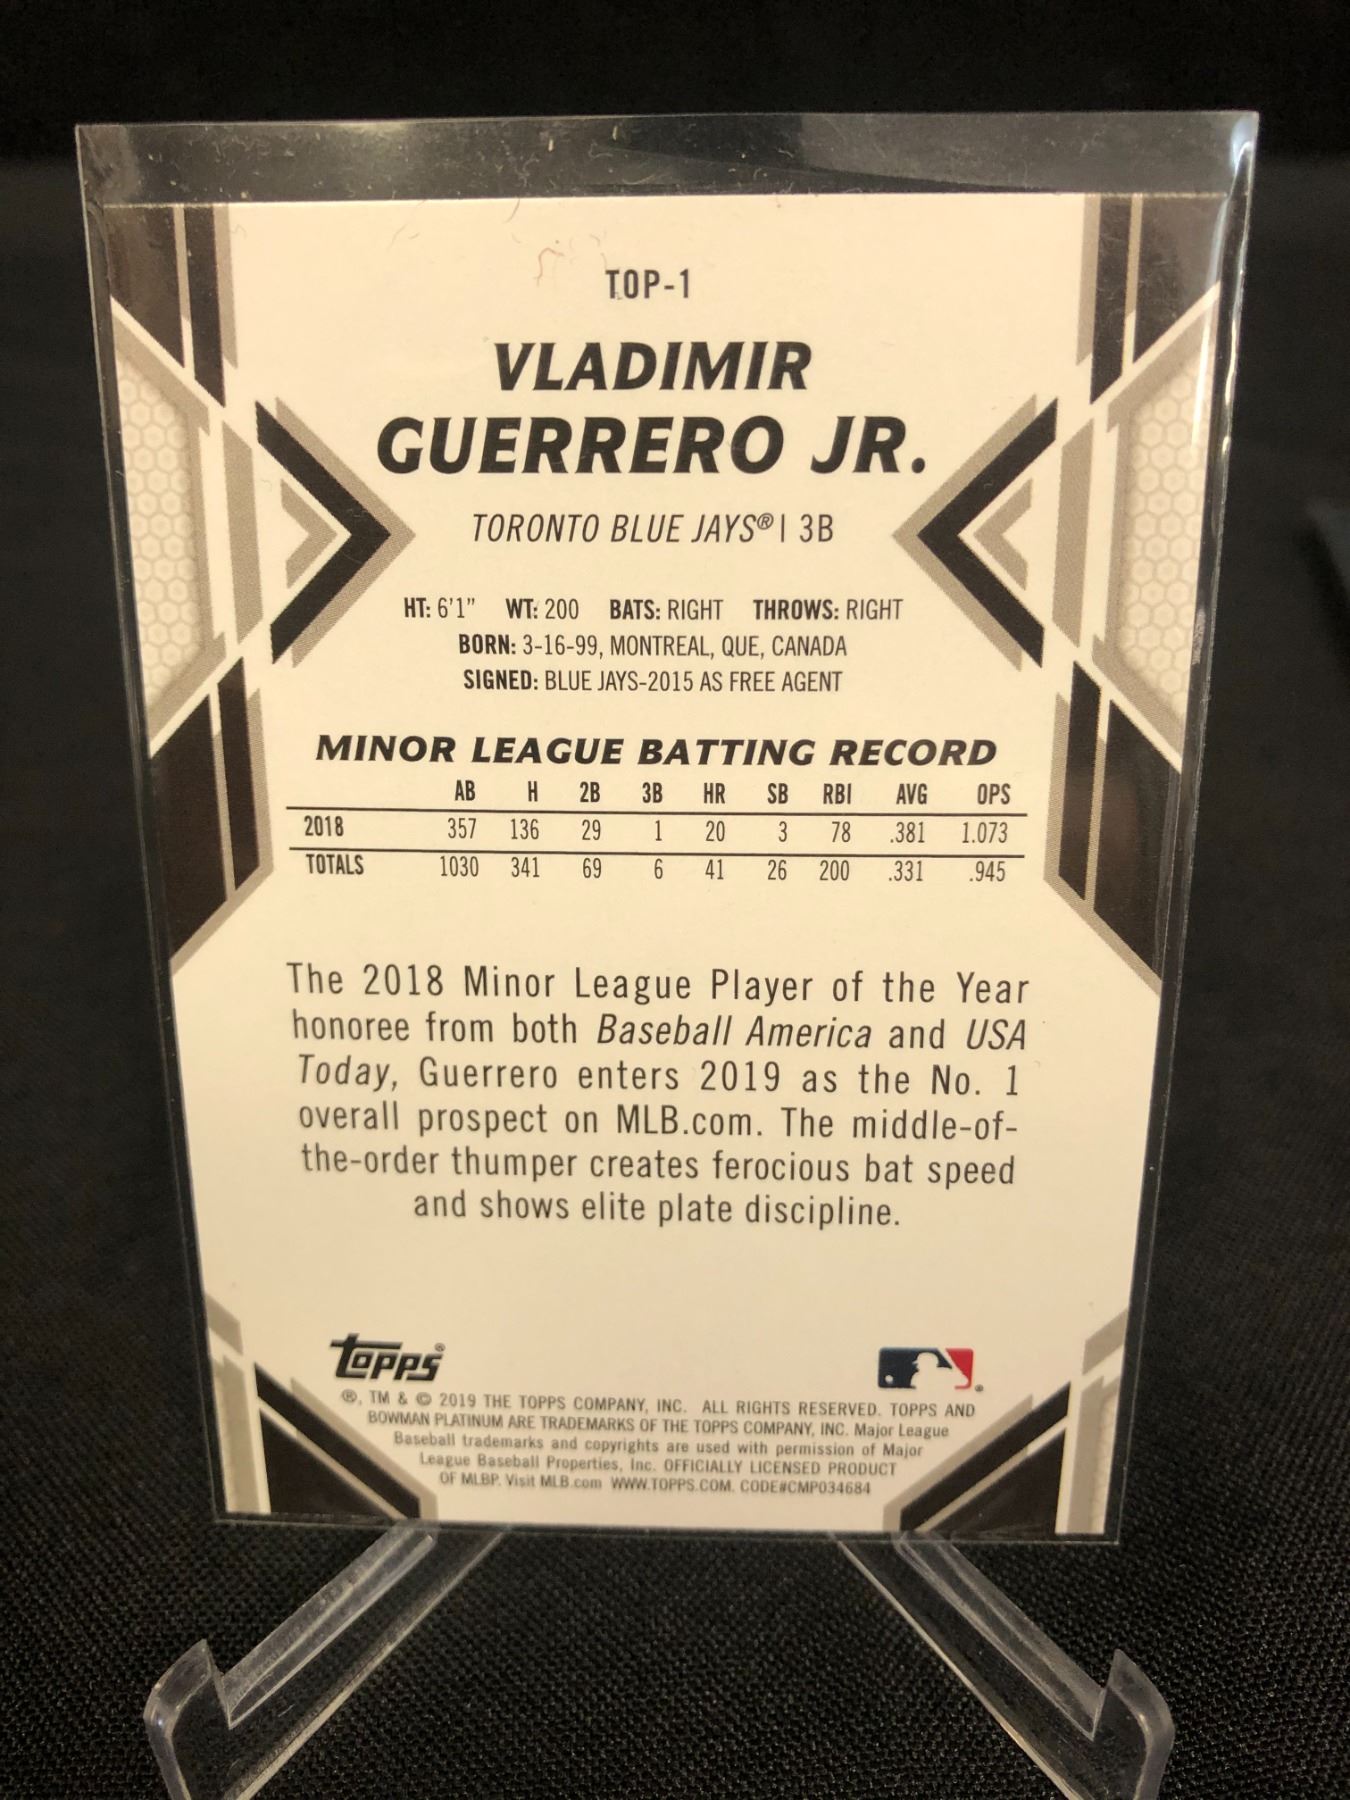 TOP-1
VLADIMIR
GUERRERO JR.
TORONTO BLUE JAYS® | 3B
HT: 6'1" WT: 200 BATS: RIGHT THROWS: RIGHT
BORN: 3-16-99, MONTREAL, QUE, CANADA
SIGNED: BLUE JAYS-2015 AS FREE AGENT
MINOR LEAGUE BATTING RECORD
AB H 2B 3B HR SB RBI AVG OPS
2018 357 136 29 1 20 3 78 .381 1.073
TOTALS 1030 341 69 6 41 26 200 .331 .945
The 2018 Minor League Player of the Year
honoree from both Baseball America and USA
Today, Guerrero enters 2019 as the No. 1
overall prospect on MLB.com. The middle-of-
the-order thumper creates ferocious bat speed
and shows elite plate discipline.
topps®
®, TM & © 2019 THE TOPPS COMPANY, INC. ALL RIGHTS RESERVED. TOPPS AND
BOWMAN PLATINUM ARE TRADEMARKS OF THE TOPPS COMPANY, INC. Major League
Baseball trademarks and copyrights are used with permission of Major
League Baseball Properties, Inc. OFFICIALLY LICENSED PRODUCT
OF MLBP. Visit MLB.com WWW.TOPPS.COM. CODE#CMP034684